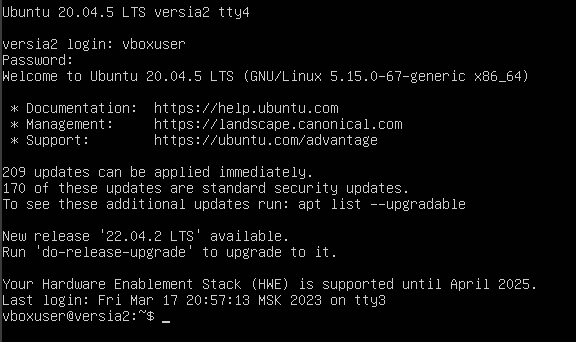 Ubuntu 20.04.5 LTS versia2 tty4
versia2 login: vboxuser
Password:
Welcome to Ubuntu 20.04.5 LTS (GNU/Linux 5.15.0-67-generic x86_64)
* Documentation:  https://help.ubuntu.com
* Management:     https://landscape.canonical.com
* Support:        https://ubuntu.com/advantage
209 updates can be applied immediately.
170 of these updates are standard security updates.
To see these additional updates run: apt list --upgradable
New release '22.04.2 LTS' available.
Run 'do-release-upgrade' to upgrade to it.
Your Hardware Enablement Stack (HWE) is supported until April 2025.
Last login: Fri Mar 17 20:57:13 MSK 2023 on tty3
vboxuser@versia2:~$ _